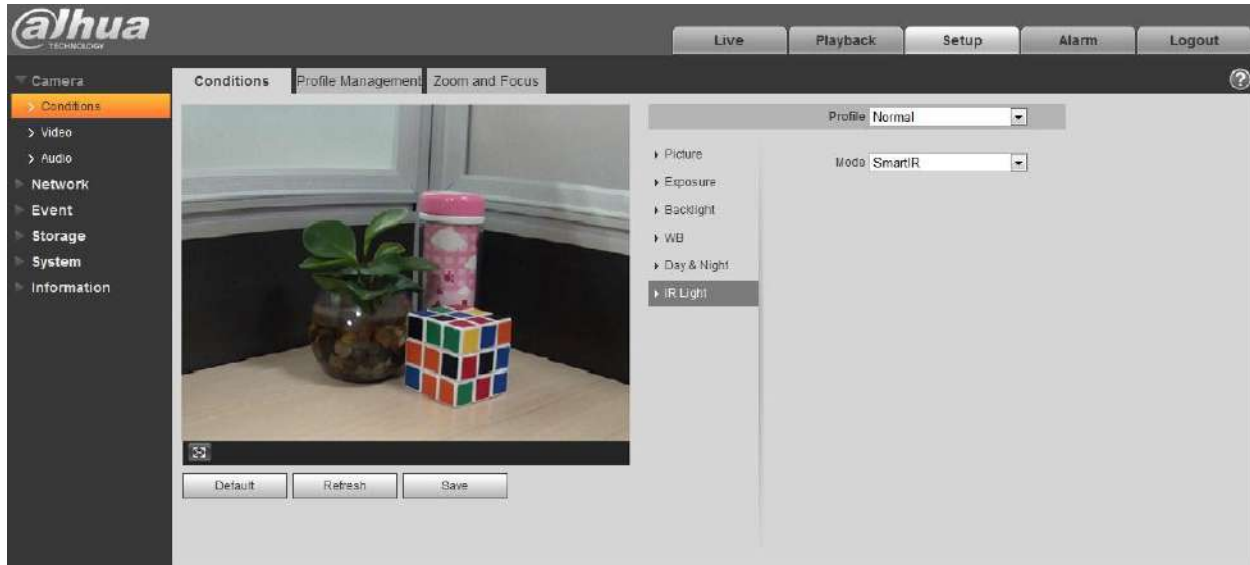 alhua
TECHNOLOGY
Live
Playback
Setup
Alarm
Logout
Camera
Conditions
Video
Audio
Network
Event
Storage
System
Information
Conditions
Profile Management
Zoom and Focus
?
Profile Normal
Picture
Exposure
Backlight
WB
Day & Night
IR Light
Mode SmartIR
Default
Refresh
Save